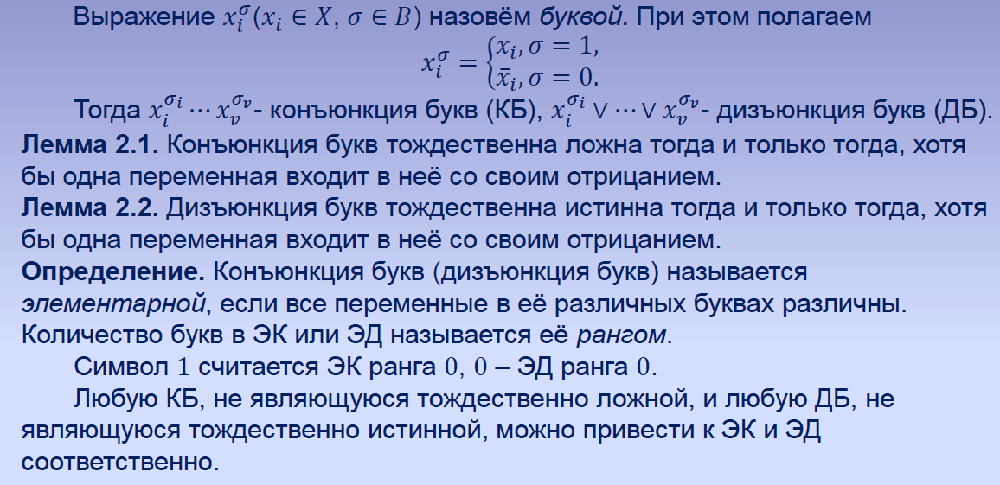 Выражение $x_i^{\sigma}(x_i \in X, \sigma \in B)$ назовём буквой. При этом полагаем
$x_i^{\sigma} = \begin{cases} x_i, \sigma = 1, \\ \bar{x}_i, \sigma = 0. \end{cases}$
Тогда $x_i^{\sigma_i} \cdots x_v^{\sigma_v}$- конъюнкция букв (КБ), $x_i^{\sigma_i} \vee \cdots \vee x_v^{\sigma_v}$- дизъюнкция букв (ДБ).
Лемма 2.1. Конъюнкция букв тождественна ложна тогда и только тогда, хотя
бы одна переменная входит в неё со своим отрицанием.
Лемма 2.2. Дизъюнкция букв тождественна истинна тогда и только тогда, хотя
бы одна переменная входит в неё со своим отрицанием.
Определение. Конъюнкция букв (дизъюнкция букв) называется
элементарной, если все переменные в её различных буквах различны.
Количество букв в ЭК или ЭД называется её рангом.
Символ 1 считается ЭК ранга 0, 0 – ЭД ранга 0.
Любую КБ, не являющуюся тождественно ложной, и любую ДБ, не
являющуюся тождественно истинной, можно привести к ЭК и ЭД
соответственно.